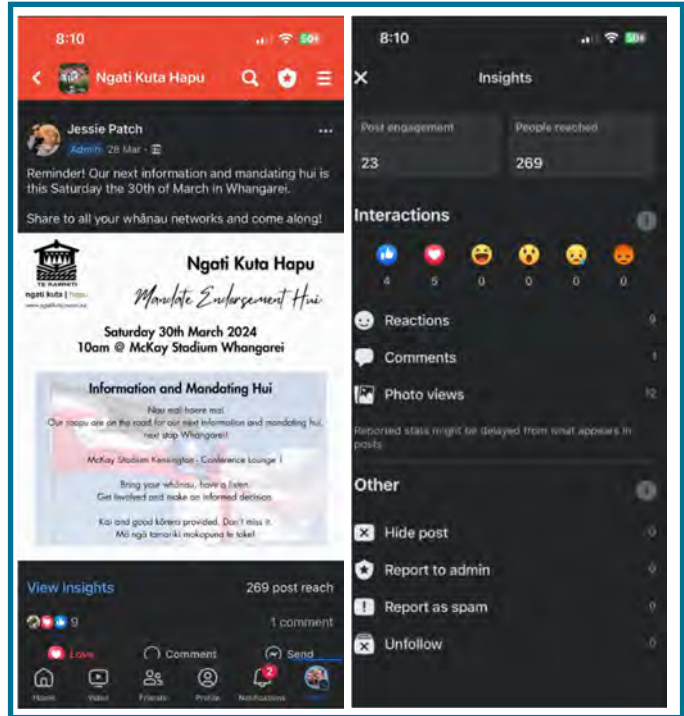 8:10
50+
Ngati Kuta Hapu
Jessie Patch
Admin · 28 Mar ·
Reminder! Our next information and mandating hui is
this Saturday the 30th of March in Whangarei.
Share to all your whānau networks and come along!
TE RAWHITI
ngati kuta | hapu
Ngati Kuta Hapu
Mandate Endorsement Hui
Saturday 30th March 2024
10am @ McKay Stadium Whangarei
Information and Mandating Hui
Nau mai haere mai
Our roopu are on the road for our next information and mandating hui,
next stop Whangarei!
McKay Stadium Kensington - Conference Lounge 1
Bring your whānau, have a listen.
Get involved and make an informed decision.
Kai and good kōrero provided. Don't miss it.
Mō ngā tamariki mokopuna te take!
View Insights
269 post reach
9
1 comment
Love
Comment
Send
2
Home
Video
Friends
Profile
Notifications
8:10
50+
Insights
Post engagement
People reached
23
269
Interactions
4
5
0
0
0
0
Reactions
9
Comments
1
Photo views
12
Reported stats might be delayed from what appears in
posts
Other
Hide post
0
Report to admin
0
Report as spam
0
Unfollow
0